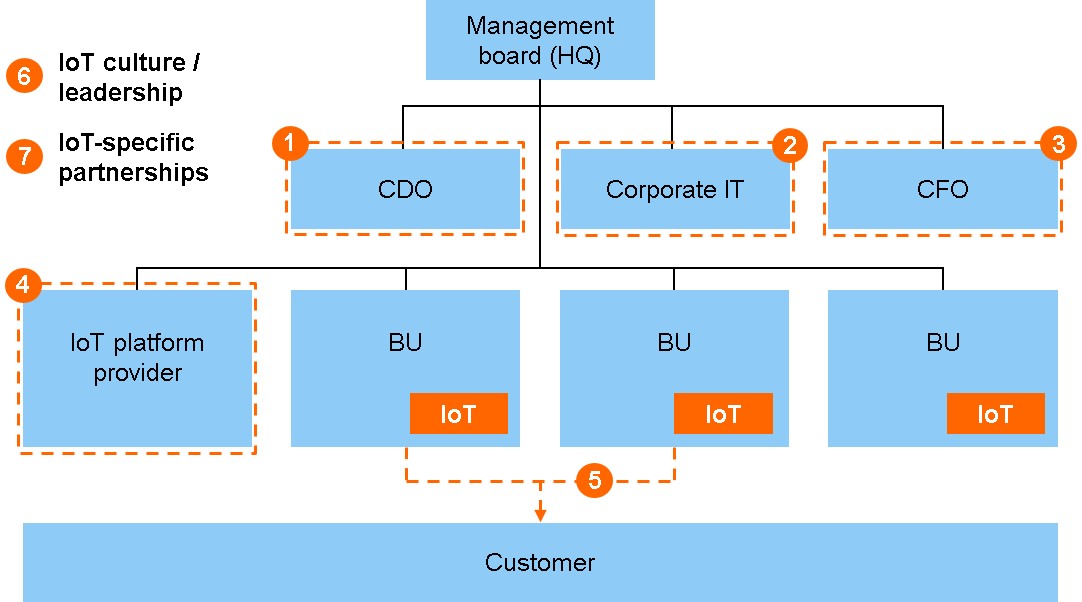 Management
board (HQ)
6
IoT culture /
leadership
7
IoT-specific
partnerships
1
CDO
2
Corporate IT
3
CFO
4
IoT platform
provider
BU
IoT
BU
IoT
BU
IoT
5
Customer